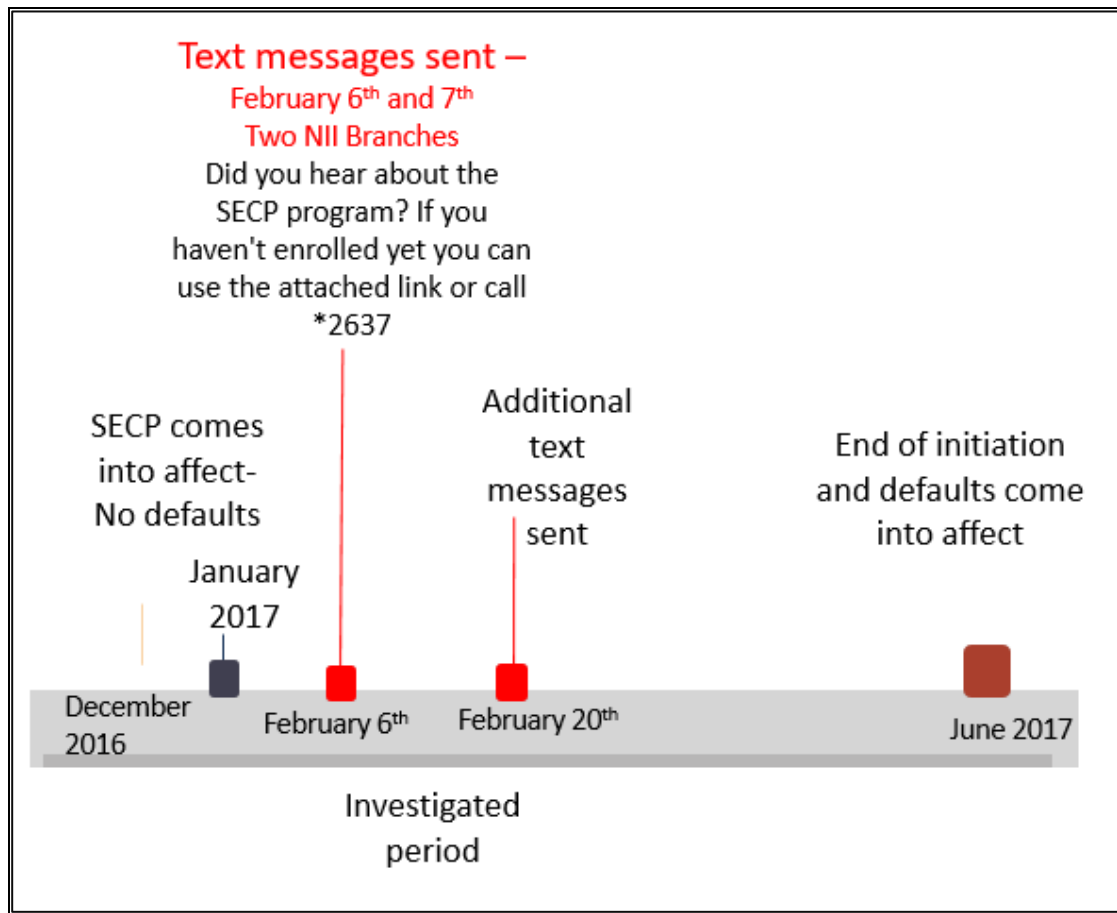 Text messages sent –
February 6th and 7th
Two NII Branches
Did you hear about the
SECP program? If you
haven't enrolled yet you can
use the attached link or call
*2637
SECP comes
into affect-
No defaults
January
2017
Additional
text
messages
sent
End of initiation
and defaults come
into affect
December
2016
February 6th
February 20th
June 2017
Investigated
period